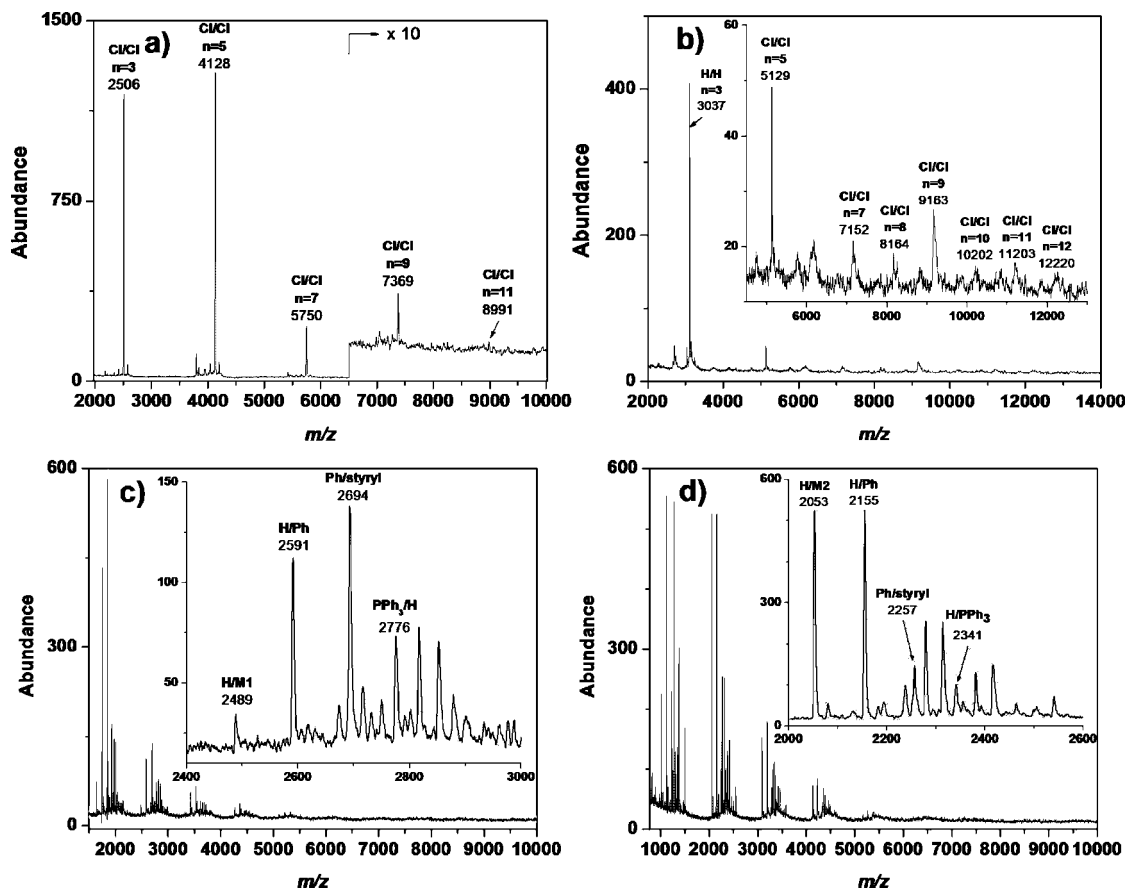 a)
1500
750
0
Abundance
Cl/Cl
n=3
2506
Cl/Cl
n=5
4128
Cl/Cl
n=7
5750
x 10
Cl/Cl
n=9
7369
Cl/Cl
n=11
8991
2000 3000 4000 5000 6000 7000 8000 9000 10000
m/z
b)
400
200
0
Abundance
H/H
n=3
3037
60
40
20
Cl/Cl
n=5
5129
Cl/Cl
n=7
7152
Cl/Cl
n=8
8164
Cl/Cl
n=9
9163
Cl/Cl
n=10
10202
Cl/Cl
n=11
11203
Cl/Cl
n=12
12220
6000 8000 10000 12000
2000 4000 6000 8000 10000 12000 14000
m/z
c)
600
300
0
Abundance
150
100
50
H/M1
2489
H/Ph
2591
Ph/styryl
2694
PPh3/H
2776
2400 2600 2800 3000
2000 3000 4000 5000 6000 7000 8000 9000 10000
m/z
d)
600
300
0
Abundance
600
300
0
H/M2
2053
H/Ph
2155
Ph/styryl
2257
H/PPh3
2341
2000 2200 2400 2600
1000 2000 3000 4000 5000 6000 7000 8000 9000 10000
m/z